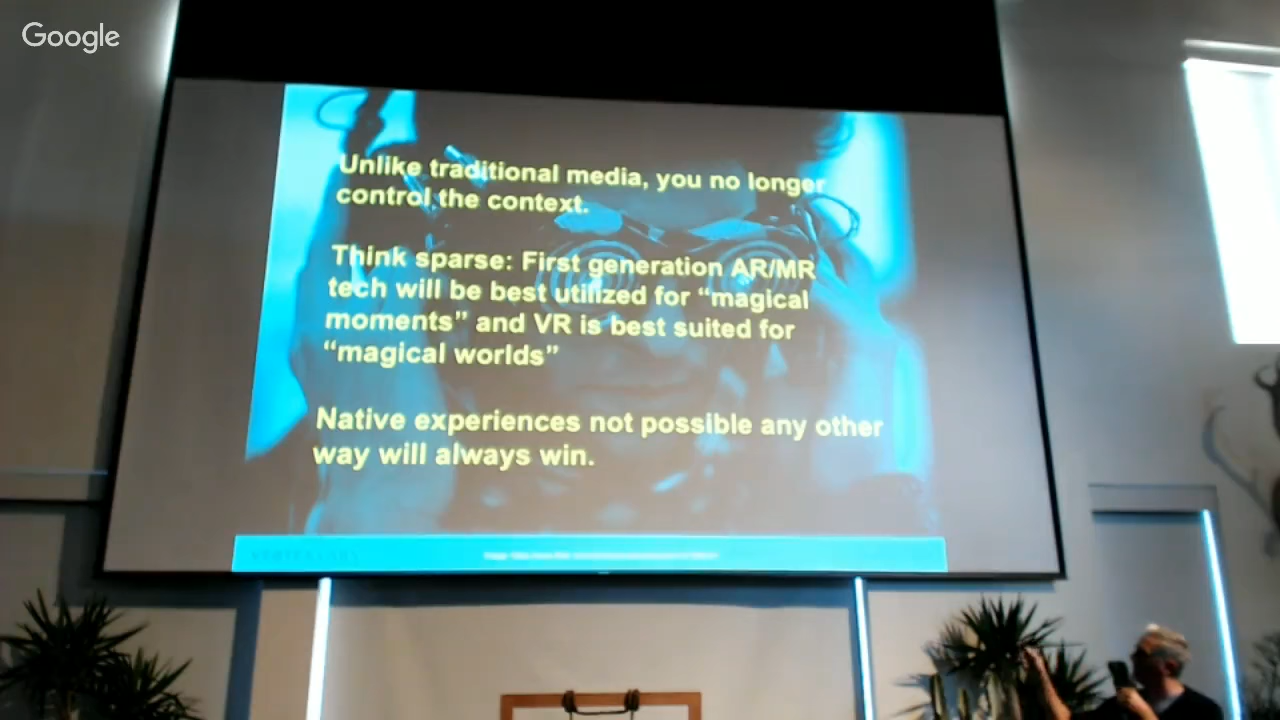 Google
Unlike traditional media, you no longer
control the context.
Think sparse: First generation AR/MR
tech will be best utilized for “magical
moments” and VR is best suited for
“magical worlds”
Native experiences not possible any other
way will always win.